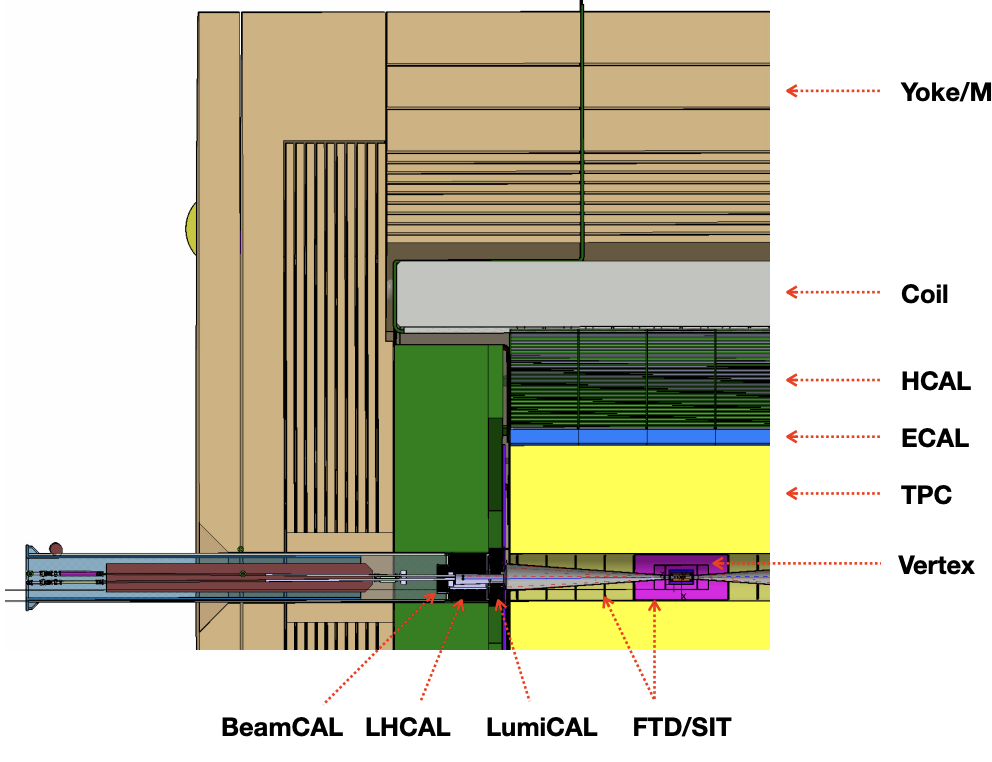 Yoke/M
Coil
HCAL
ECAL
TPC
Vertex
BeamCAL LHCAL LumiCAL FTD/SIT